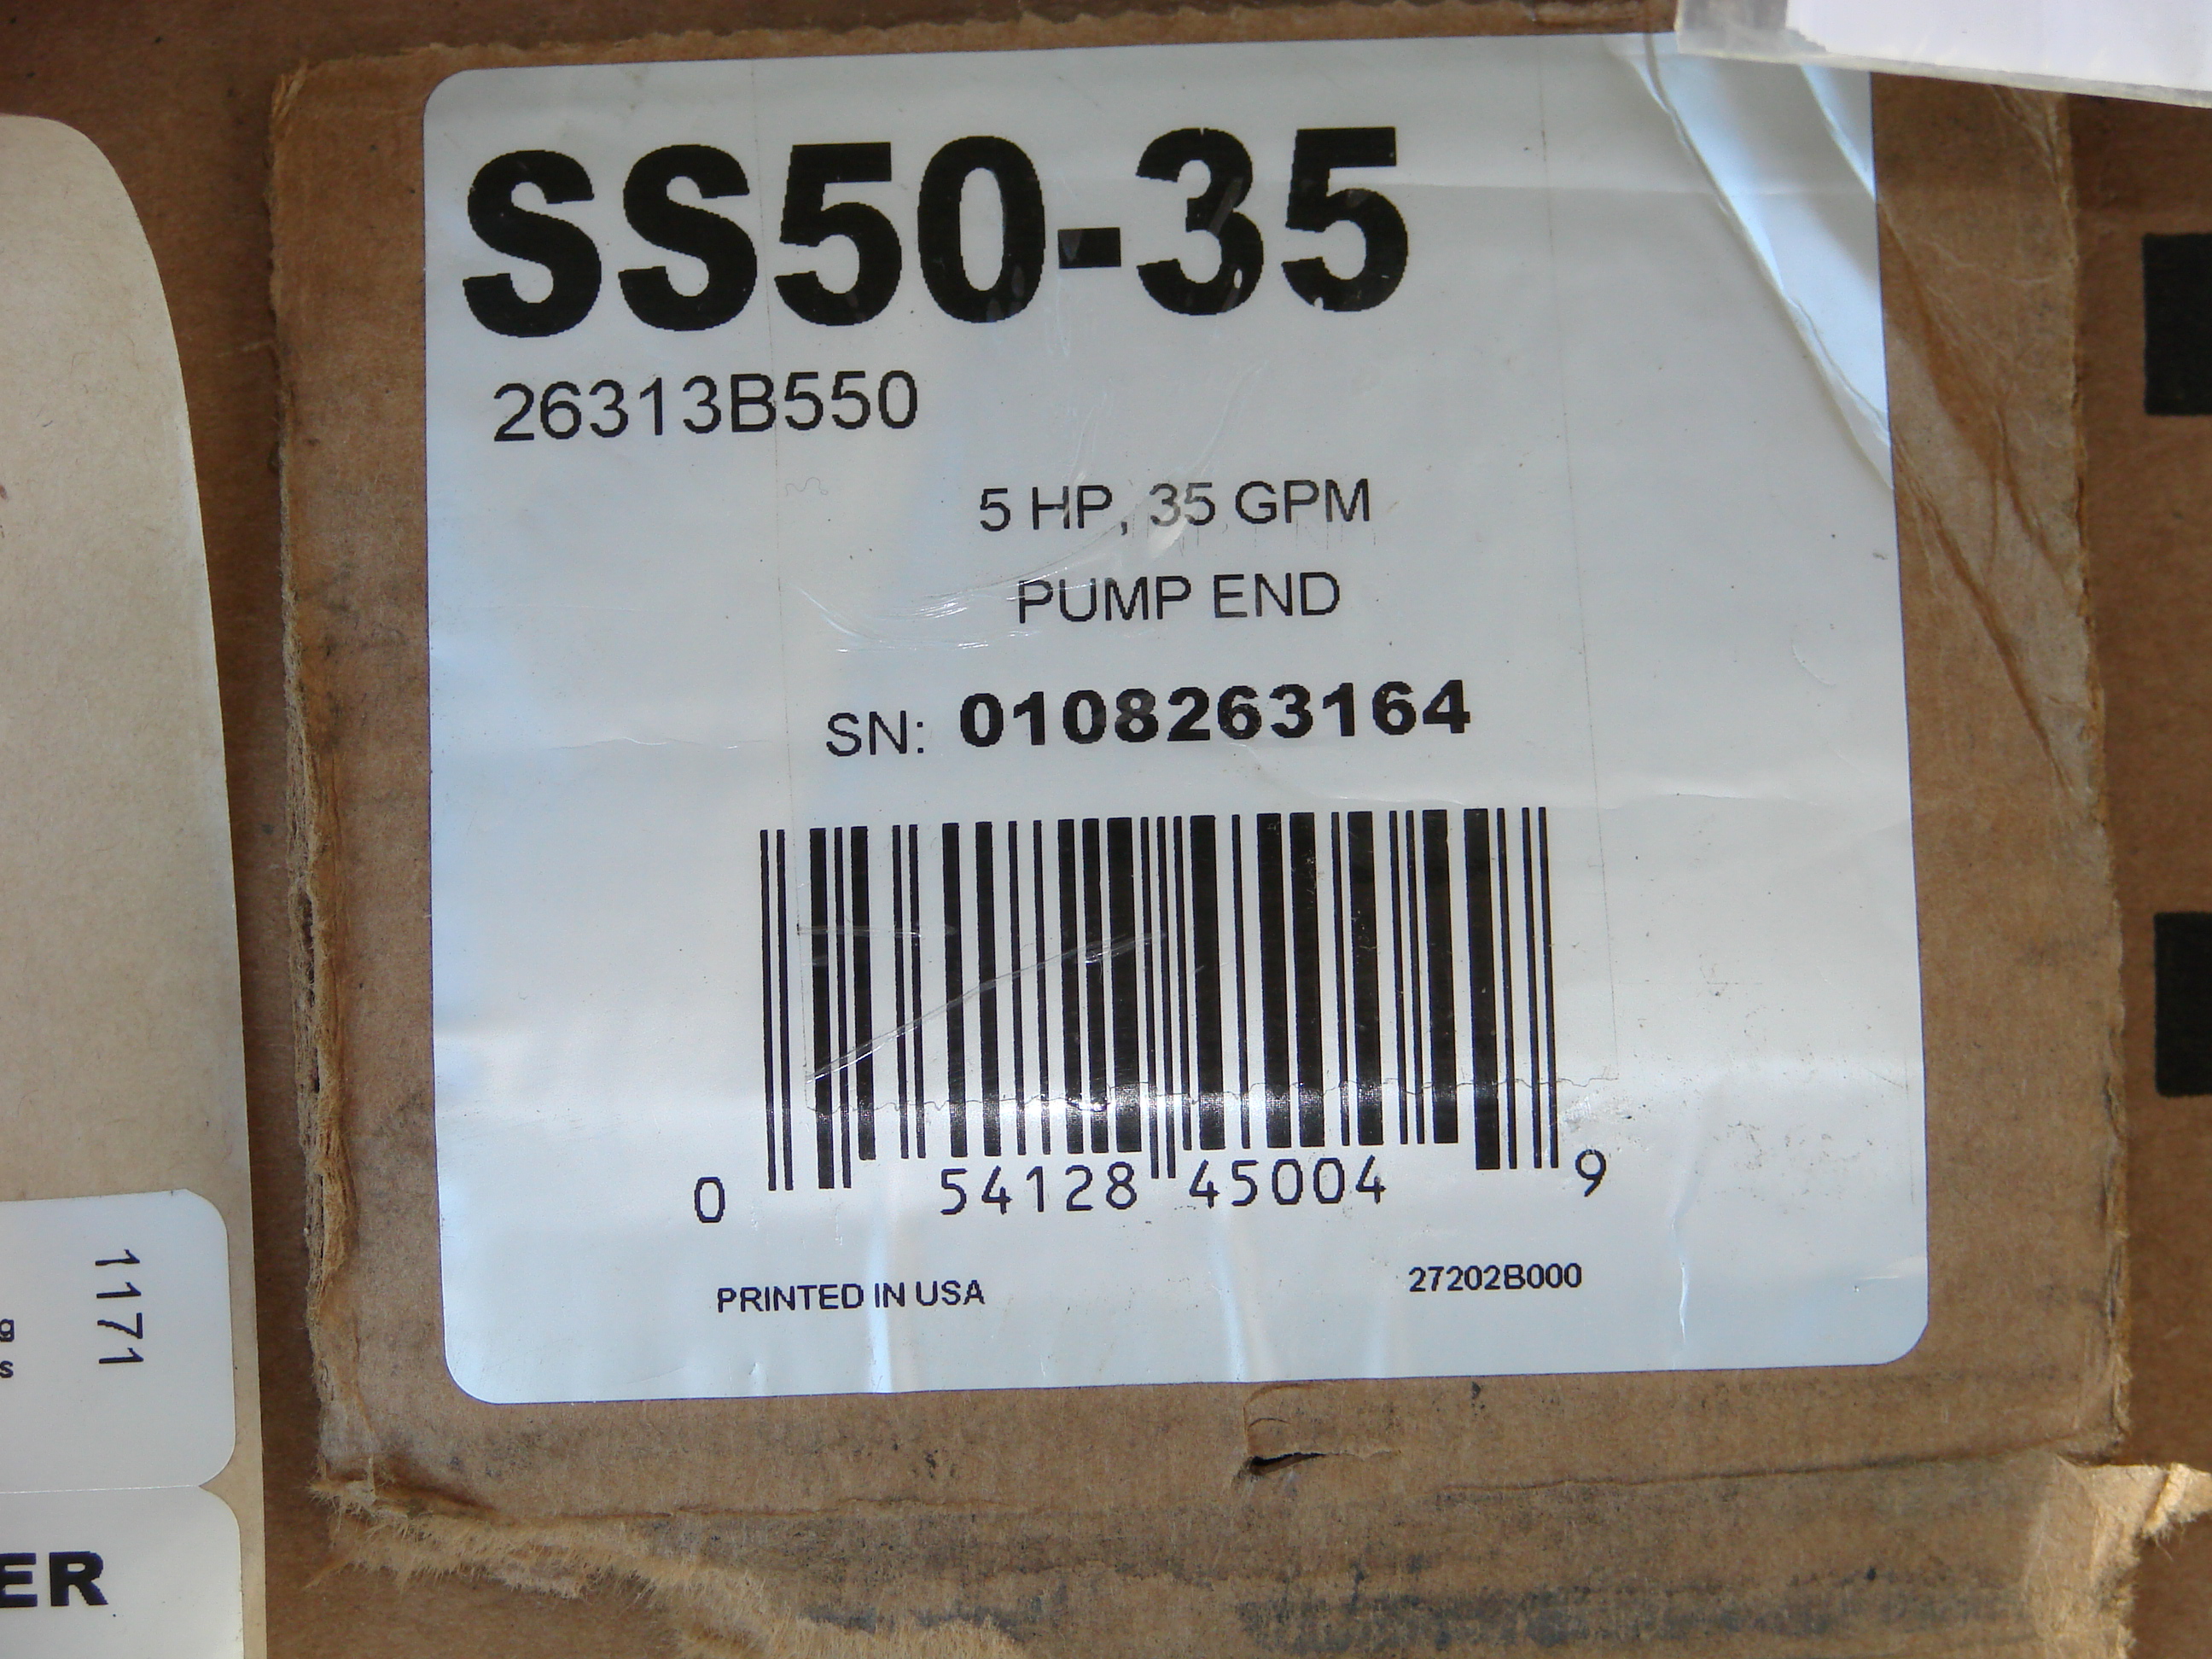 SS50-35
26313B550
5 HP, 35 GPM
PUMP END
SN: 0108263164
0 54128 45004 9
PRINTED IN USA 27202B000
1171
g
s
ER